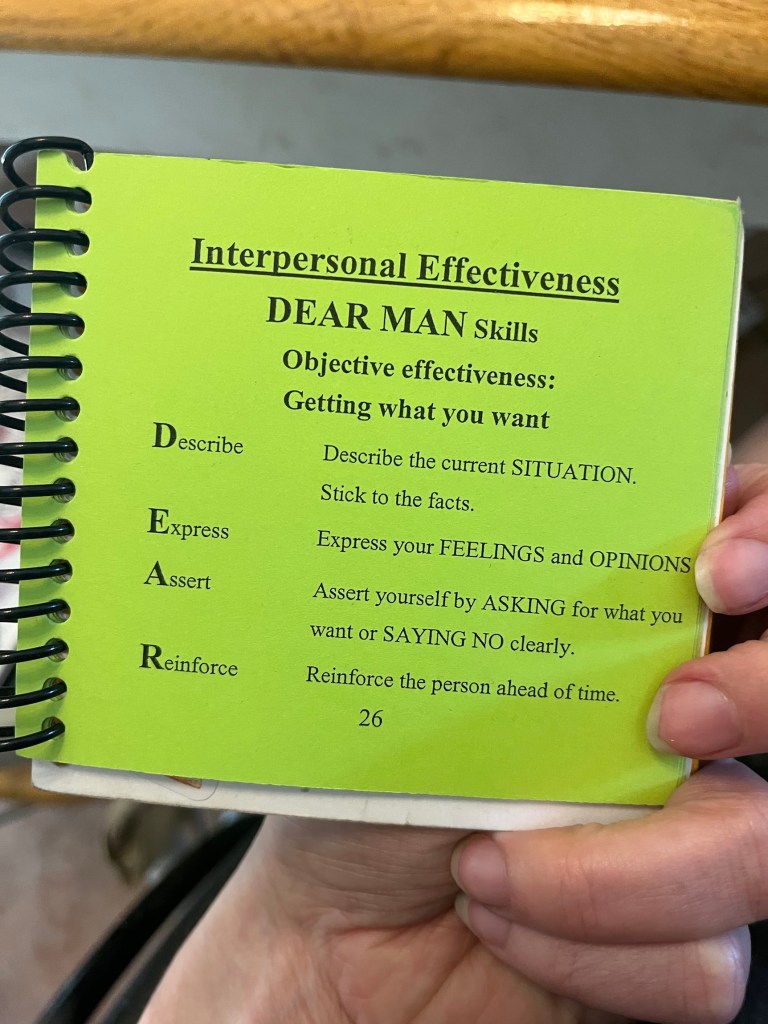 Interpersonal Effectiveness
DEAR MAN Skills
Objective effectiveness:
Getting what you want
Describe Describe the current SITUATION.
Stick to the facts.
Express Express your FEELINGS and OPINIONS
Assert Assert yourself by ASKING for what you
want or SAYING NO clearly.
Reinforce Reinforce the person ahead of time.
26